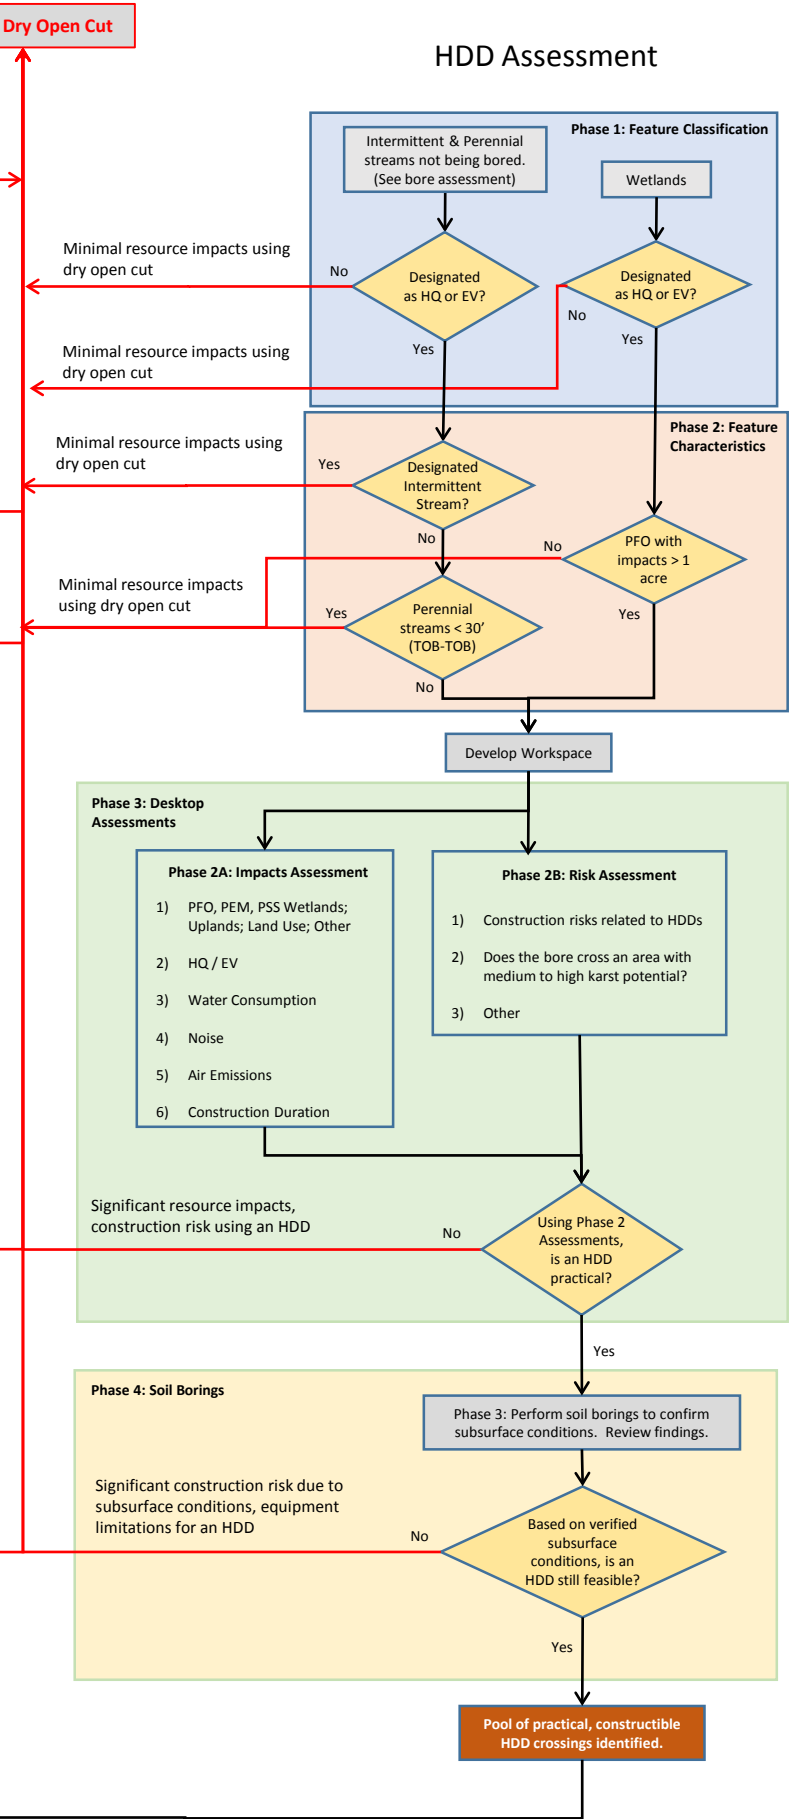 Dry Open Cut
HDD Assessment
Phase 1: Feature Classification
Intermittent & Perennial
streams not being bored.
(See bore assessment)
Wetlands
Minimal resource impacts using
dry open cut
No
Designated
as HQ or EV?
Designated
as HQ or EV?
No
Yes
Yes
Minimal resource impacts using
dry open cut
Phase 2: Feature
Characteristics
Minimal resource impacts using
dry open cut
Yes
Designated
Intermittent
Stream?
No
No
PFO with
impacts > 1
acre
Minimal resource impacts
using dry open cut
Yes
Perennial
streams < 30’
(TOB-TOB)
Yes
No
Develop Workspace
Phase 3: Desktop
Assessments
Phase 2A: Impacts Assessment
1) PFO, PEM, PSS Wetlands;
Uplands; Land Use; Other
2) HQ / EV
3) Water Consumption
4) Noise
5) Air Emissions
6) Construction Duration
Phase 2B: Risk Assessment
1) Construction risks related to HDDs
2) Does the bore cross an area with
medium to high karst potential?
3) Other
Significant resource impacts,
construction risk using an HDD
No
Using Phase 2
Assessments,
is an HDD
practical?
Yes
Phase 4: Soil Borings
Phase 3: Perform soil borings to confirm
subsurface conditions. Review findings.
Significant construction risk due to
subsurface conditions, equipment
limitations for an HDD
No
Based on verified
subsurface
conditions, is an
HDD still feasible?
Yes
Pool of practical, constructible
HDD crossings identified.